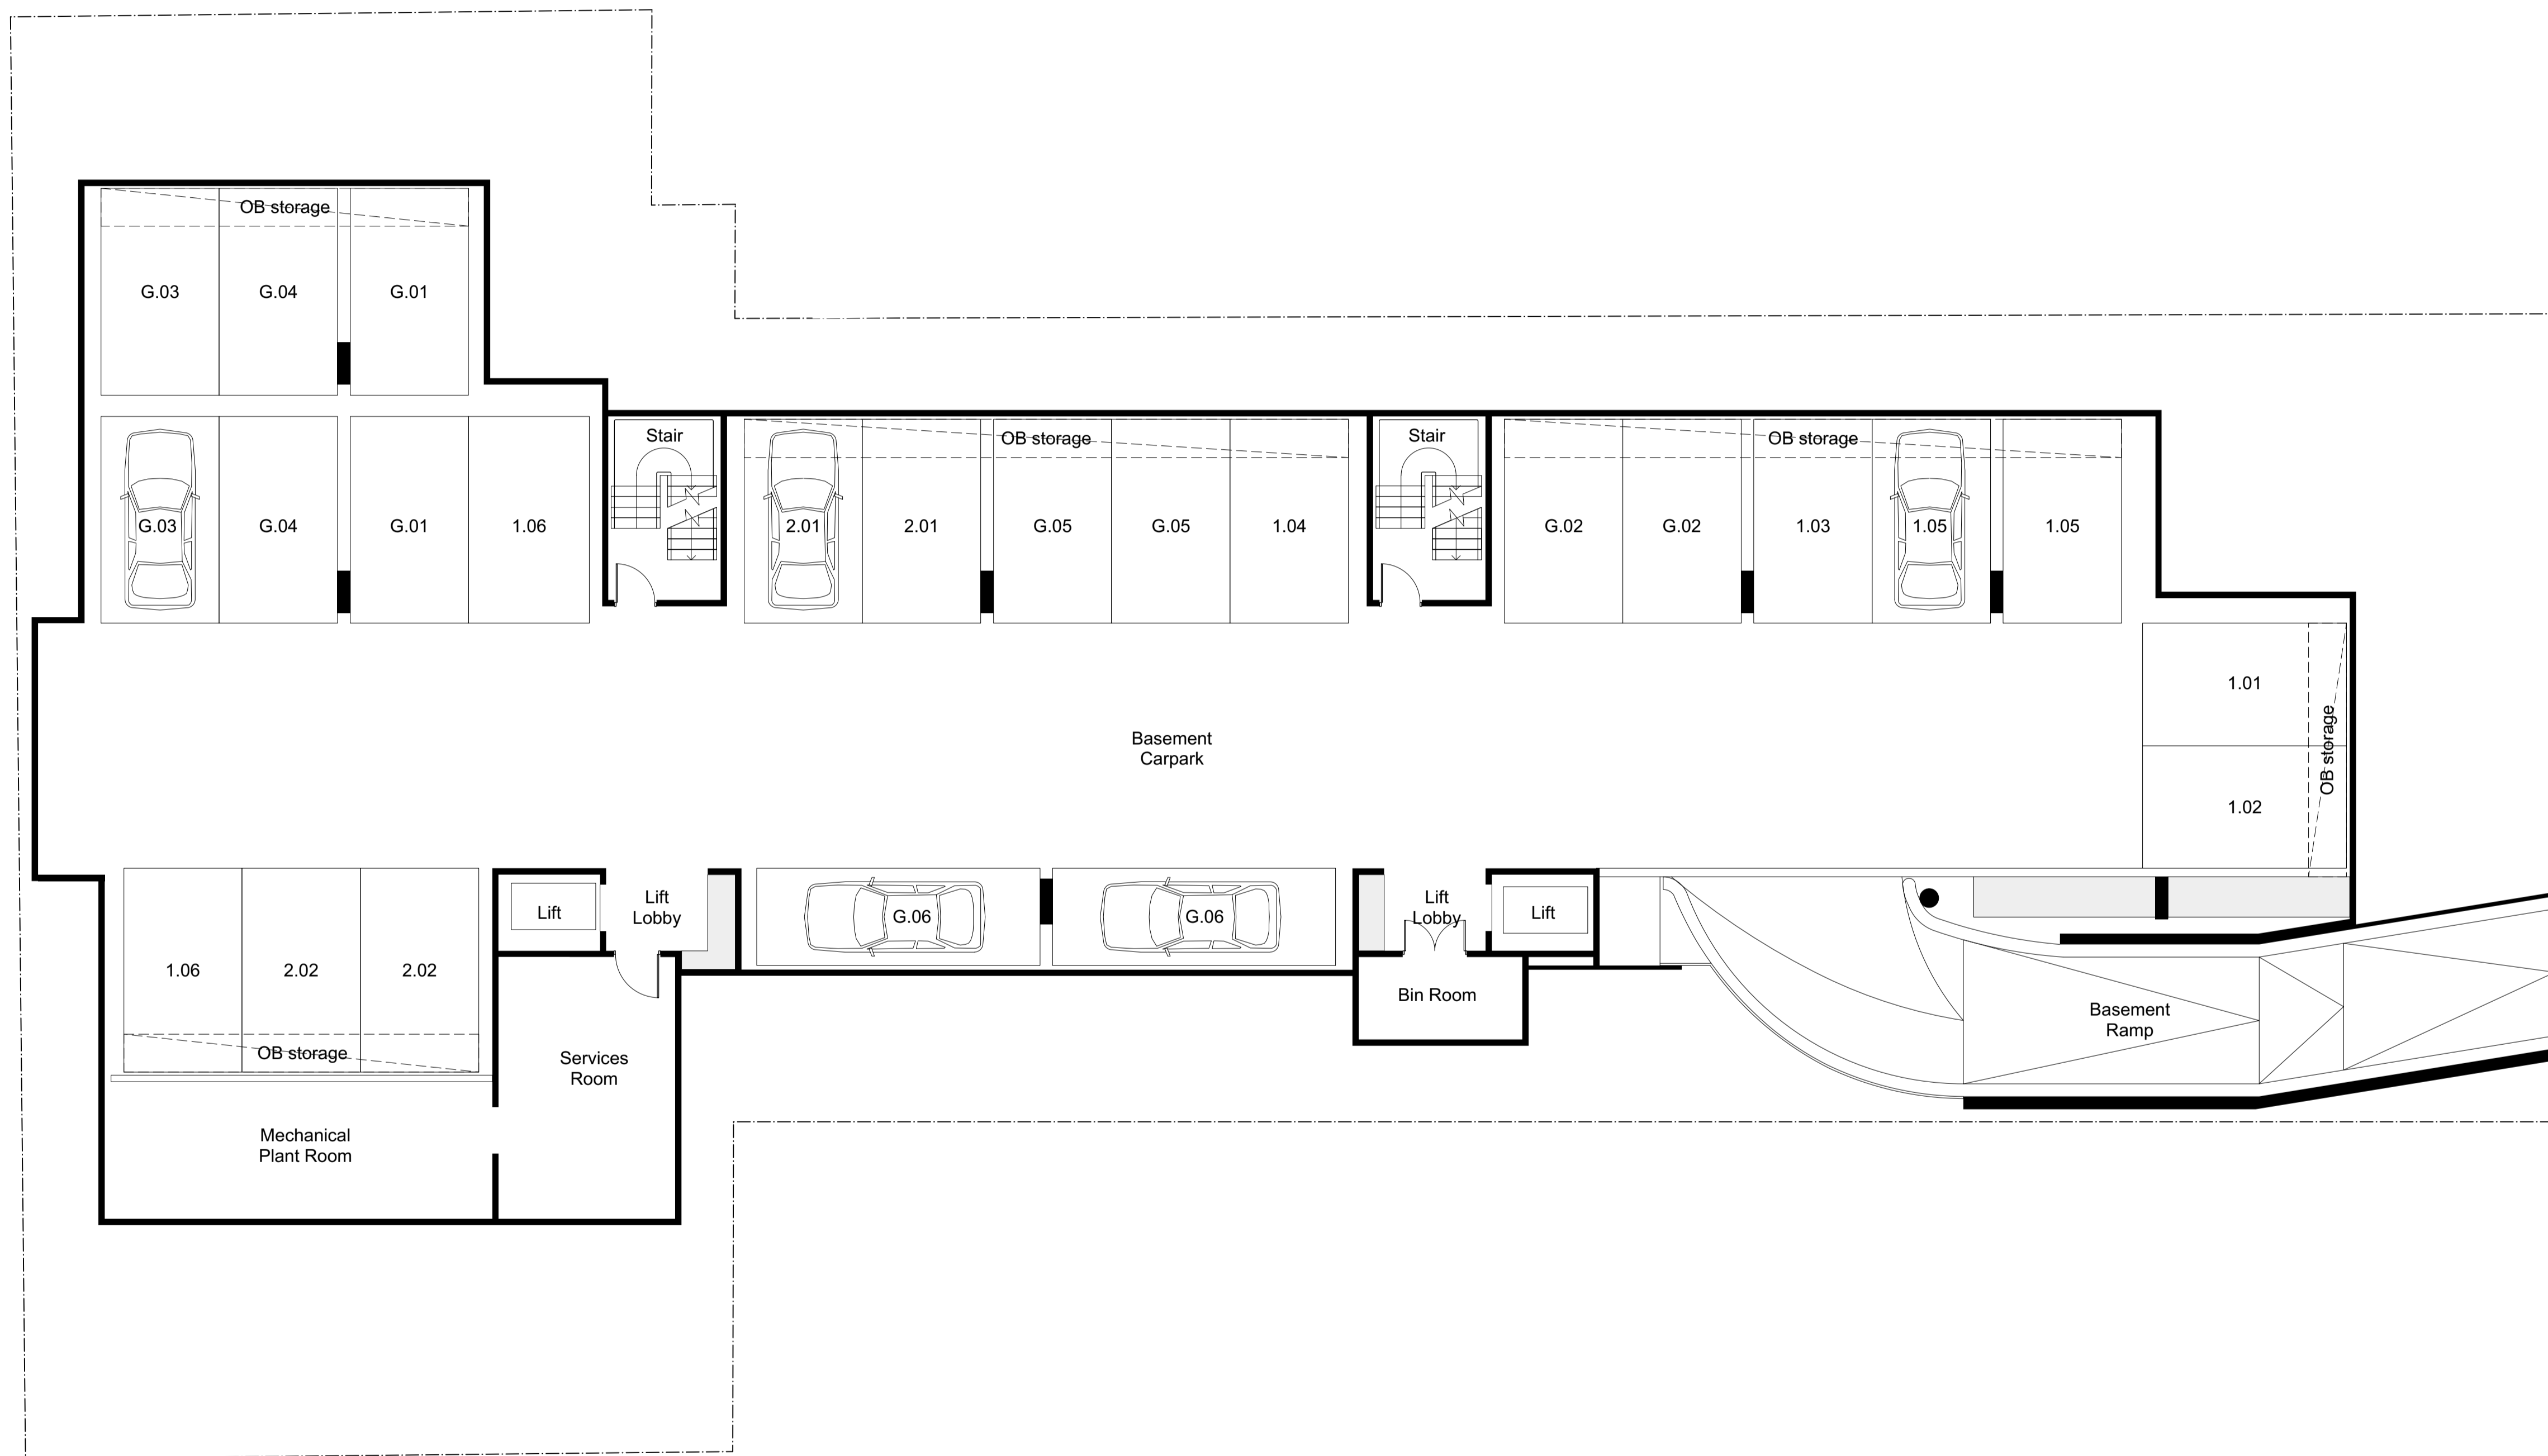 OB storage
G.03
G.04
G.01
Stair
OB storage
Stair
OB storage
G.03
G.04
G.01
1.06
2.01
2.01
G.05
G.05
1.04
G.02
G.02
1.03
1.05
1.05
1.01
OB storage
1.02
Basement
Carpark
Lift
Lift
Lobby
G.06
G.06
Lift
Lobby
Lift
1.06
2.02
2.02
Bin Room
Basement
Ramp
OB storage
Services
Room
Mechanical
Plant Room